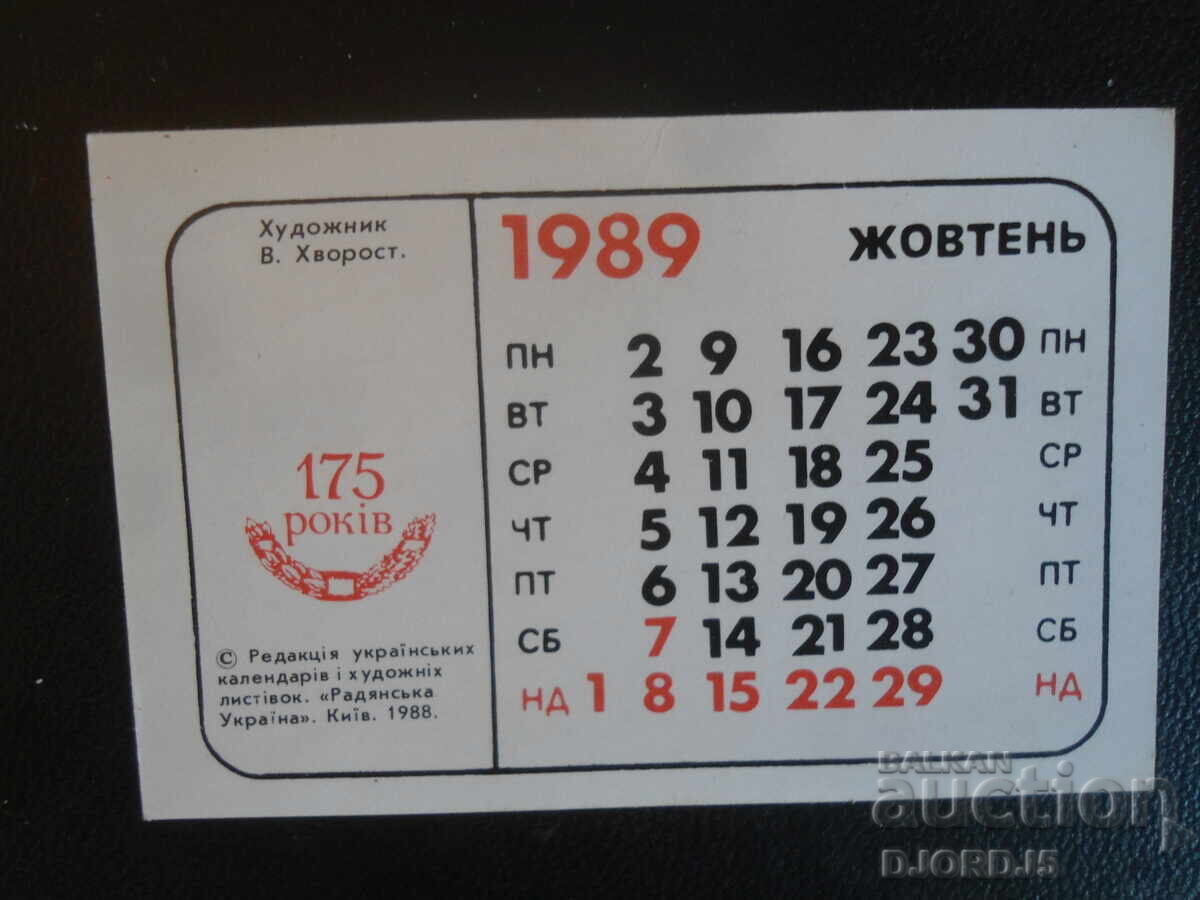 Художник
В. Хворост.
175
років
© Редакція українських
календарів і художніх
листівок. «Радянська
Україна». Київ. 1988.
1989 ЖОВТЕНЬ
ПН 2 9 16 23 30 ПН
ВТ 3 10 17 24 31 ВТ
СР 4 11 18 25 СР
ЧТ 5 12 19 26 ЧТ
ПТ 6 13 20 27 ПТ
СБ 7 14 21 28 СБ
НД 1 8 15 22 29 НД
BALKAN
auction
DJORDJ5